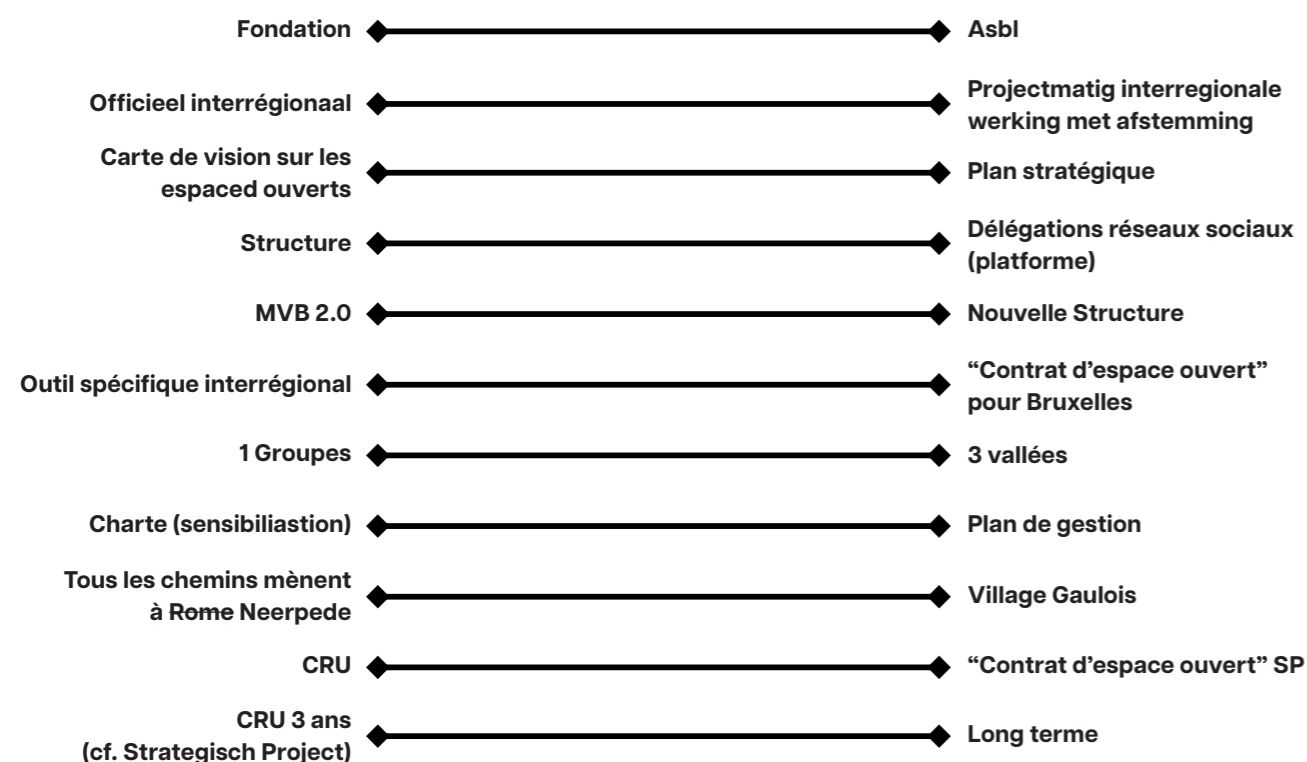 Fondation
Asbl
Officieel interrégionaal
Projectmatig interregionale
werking met afstemming
Carte de vision sur les
espaced ouverts
Plan stratégique
Structure
Délégations réseaux sociaux
(platforme)
MVB 2.0
Nouvelle Structure
Outil spécifique interrégional
“Contrat d’espace ouvert”
pour Bruxelles
1 Groupes
3 vallées
Charte (sensibiliastion)
Plan de gestion
Tous les chemins mènent
à Rome Neerpede
Village Gaulois
CRU
“Contrat d’espace ouvert” SP
CRU 3 ans
(cf. Strategisch Project)
Long terme